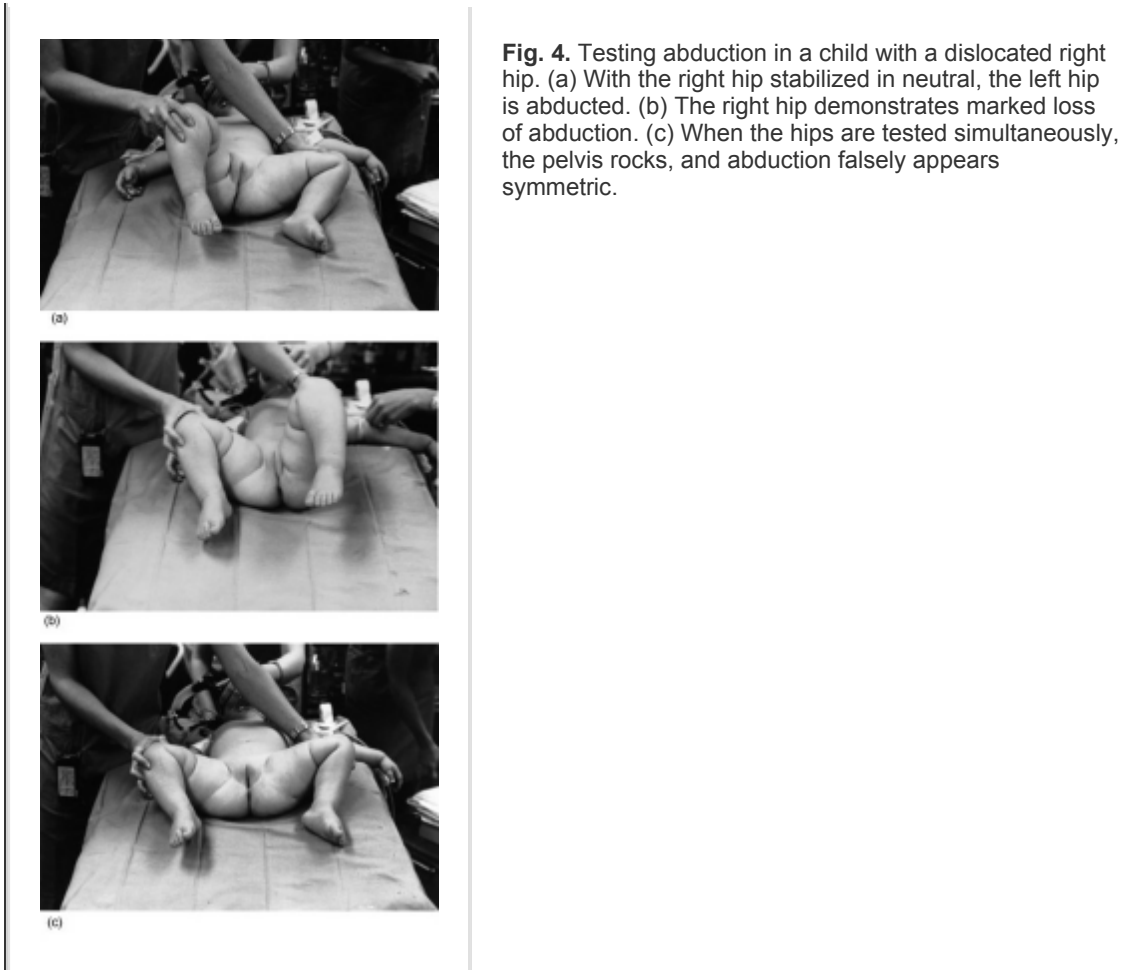 Fig. 4. Testing abduction in a child with a dislocated right
hip. (a) With the right hip stabilized in neutral, the left hip
is abducted. (b) The right hip demonstrates marked loss
of abduction. (c) When the hips are tested simultaneously,
the pelvis rocks, and abduction falsely appears
symmetric.
(a)
(b)
(c)